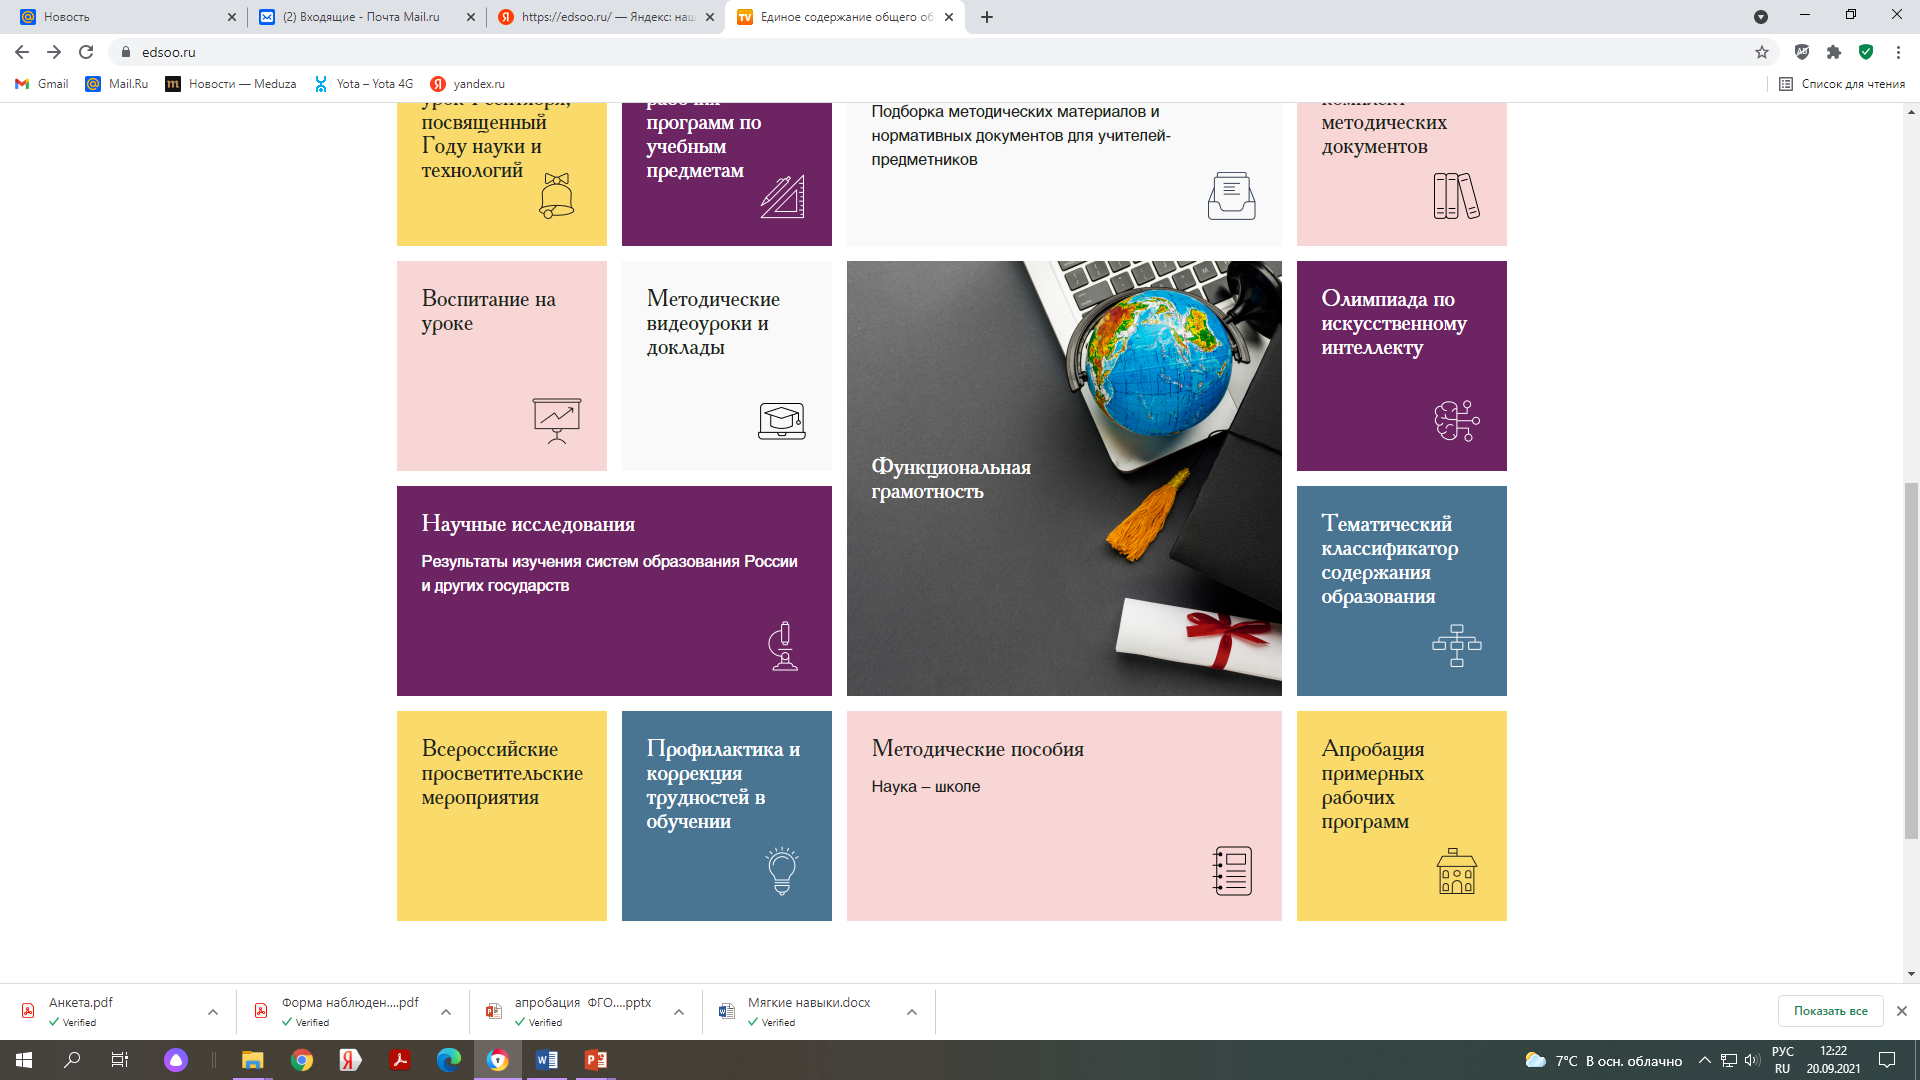 Новость
(2) Входящие - Почта Mail.ru
https://edsoo.ru/ — Яндекс: наш
Единое содержание общего об
edsoo.ru
Gmail
Mail.Ru
Новости — Meduza
Yota – Yota 4G
yandex.ru
Список для чтения
урок 1 сентября,
посвященный
Году науки и
технологий
рабочих
программ по
учебным
предметам
Подборка методических материалов и
нормативных документов для учителей-
предметников
комплект
методических
документов
Воспитание на
уроке
Методические
видеоуроки и
доклады
Функциональная
грамотность
Олимпиада по
искусственному
интеллекту
Научные исследования
Результаты изучения систем образования России
и других государств
Тематический
классификатор
содержания
образования
Всероссийские
просветительские
мероприятия
Профилактика и
коррекция
трудностей в
обучении
Методические пособия
Наука – школе
Апробация
примерных
рабочих
программ
Анкета.pdf
Verified
Форма наблюден....pdf
Verified
апробация ФГО....pptx
Verified
Мягкие навыки.docx
Verified
Показать все
7°C В осн. облачно
РУС
RU
12:22
20.09.2021